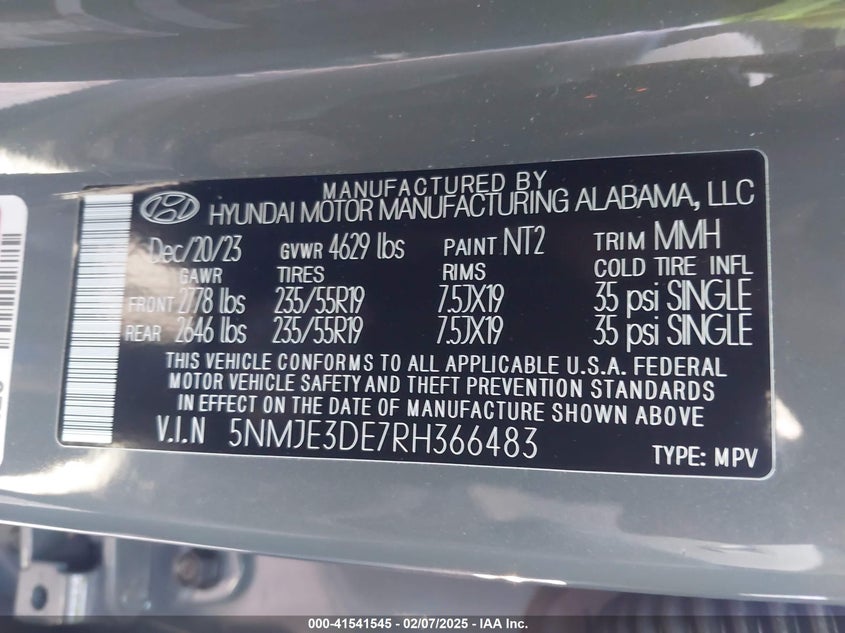 MANUFACTURED BY
HYUNDAI MOTOR MANUFACTURING ALABAMA, LLC
Dec/20/23 GVWR 4629 lbs PAINT NT2 TRIM MMH
GAWR TIRES RIMS COLD TIRE INFL
FRONT 2778 lbs 235/55R19 7.5JX19 35 psi SINGLE
REAR 2646 lbs 235/55R19 7.5JX19 35 psi SINGLE
THIS VEHICLE CONFORMS TO ALL APPLICABLE U.S.A. FEDERAL
MOTOR VEHICLE SAFETY AND THEFT PREVENTION STANDARDS
IN EFFECT ON THE DATE OF MANUFACTURE SHOWN ABOVE
V.I.N 5NMJE3DE7RH366483 TYPE: MPV
000-41541545 - 02/07/2025 - IAA Inc.